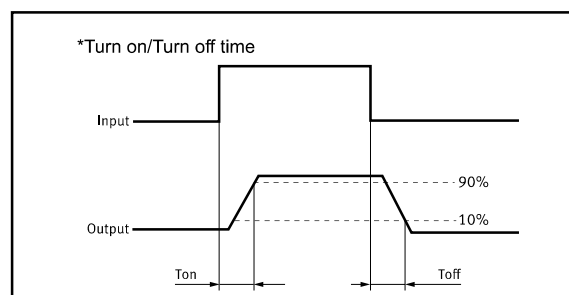 *Turn on/Turn off time
Input
90%
10%
Output
Ton
Toff